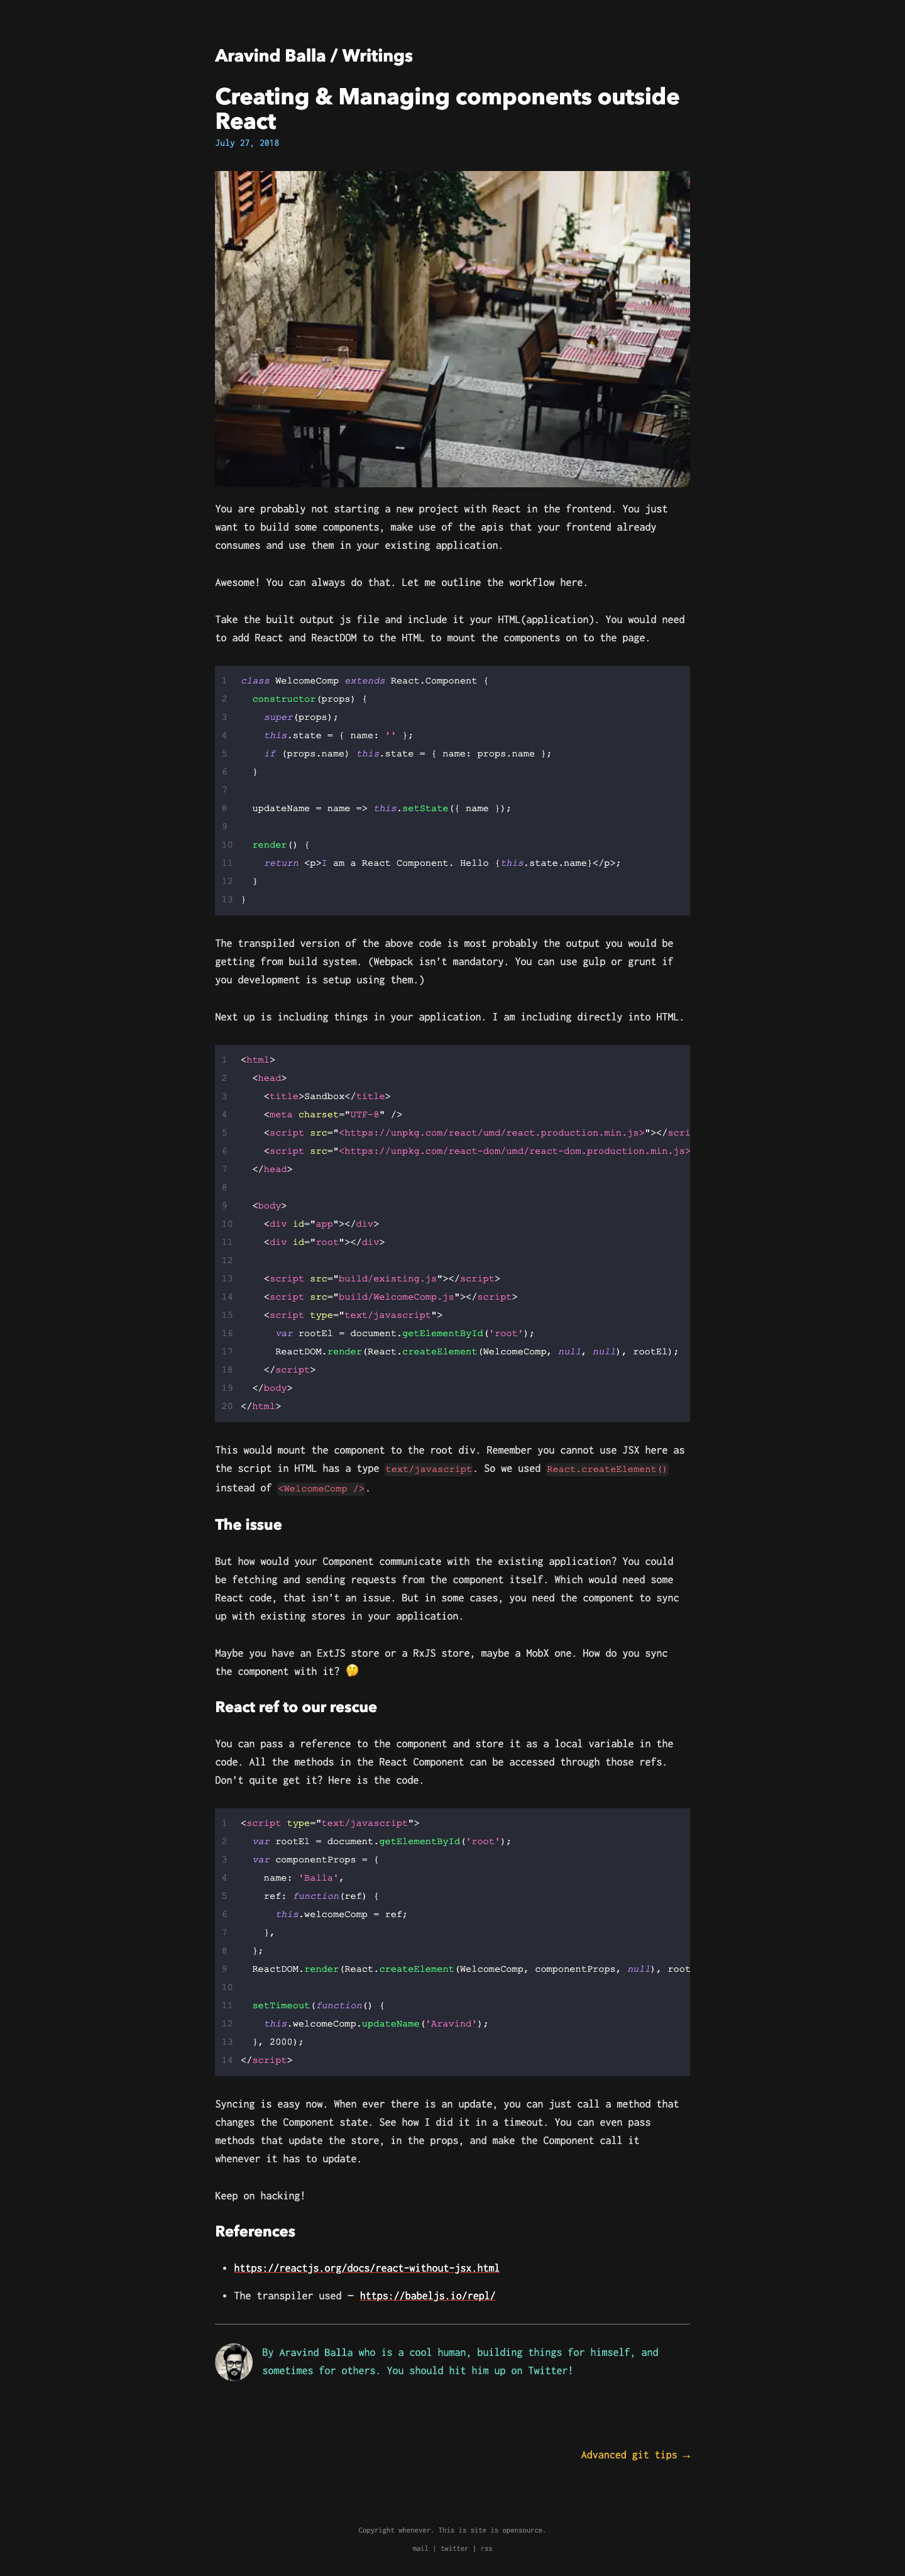 Aravind Balla / Writings
Creating & Managing components outside
React
July 27, 2018
You are probably not starting a new project with React in the frontend. You just
want to build some components, make use of the apis that your frontend already
consumes and use them in your existing application.
Awesome! You can always do that. Let me outline the workflow here.
Take the built output js file and include it your HTML(application). You would need
to add React and ReactDOM to the HTML to mount the components on to the page.
1 class WelcomeComp extends React.Component {
2   constructor(props) {
3     super(props);
4     this.state = { name: '' };
5     if (props.name) this.state = { name: props.name };
6   }
7
8   updateName = name => this.setState({ name });
9
10   render() {
11     return <p>I am a React Component. Hello {this.state.name}</p>;
12   }
13 }
The transpiled version of the above code is most probably the output you would be
getting from build system. (Webpack isn’t mandatory. You can use gulp or grunt if
you development is setup using them.)
Next up is including things in your application. I am including directly into HTML.
1 <html>
2   <head>
3     <title>Sandbox</title>
4     <meta charset="UTF-8" />
5     <script src="<https://unpkg.com/react/umd/react.production.min.js>"></scri
6     <script src="<https://unpkg.com/react-dom/umd/react-dom.production.min.js>
7   </head>
8
9   <body>
10     <div id="app"></div>
11     <div id="root"></div>
12
13     <script src="build/existing.js"></script>
14     <script src="build/WelcomeComp.js"></script>
15     <script type="text/javascript">
16       var rootEl = document.getElementById('root');
17       ReactDOM.render(React.createElement(WelcomeComp, null, null), rootEl);
18     </script>
19   </body>
20 </html>
This would mount the component to the root div. Remember you cannot use JSX here as
the script in HTML has a type text/javascript. So we used React.createElement()
instead of <WelcomeComp />.
The issue
But how would your Component communicate with the existing application? You could
be fetching and sending requests from the component itself. Which would need some
React code, that isn’t an issue. But in some cases, you need the component to sync
up with existing stores in your application.
Maybe you have an ExtJS store or a RxJS store, maybe a MobX one. How do you sync
the component with it? 🤔
React ref to our rescue
You can pass a reference to the component and store it as a local variable in the
code. All the methods in the React Component can be accessed through those refs.
Don’t quite get it? Here is the code.
1 <script type="text/javascript">
2   var rootEl = document.getElementById('root');
3   var componentProps = {
4     name: 'Balla',
5     ref: function(ref) {
6       this.welcomeComp = ref;
7     },
8   };
9   ReactDOM.render(React.createElement(WelcomeComp, componentProps, null), root
10
11   setTimeout(function() {
12     this.welcomeComp.updateName('Aravind');
13   }, 2000);
14 </script>
Syncing is easy now. When ever there is an update, you can just call a method that
changes the Component state. See how I did it in a timeout. You can even pass
methods that update the store, in the props, and make the Component call it
whenever it has to update.
Keep on hacking!
References
• https://reactjs.org/docs/react-without-jsx.html
• The transpiler used — https://babeljs.io/repl/
By Aravind Balla who is a cool human, building things for himself, and
sometimes for others. You should hit him up on Twitter!
Advanced git tips →
Copyright whenever. This is site is opensource.
mail | twitter | rss